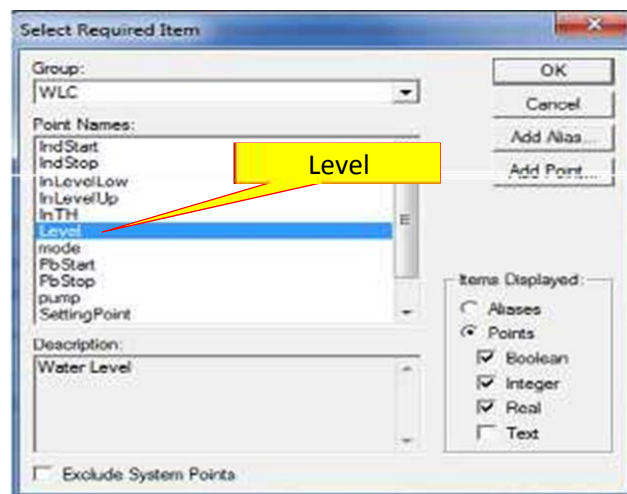 Select Required Item
Group:
WLC
OK
Cancel
Point Names:
Add Alias...
Add Point...
IndStart
IndStop
InLevelLow
InLevelUp
InTH
Level
mode
PbStart
PbStop
pump
SettingPoint
Level
Items Displayed:
Aliases
Points
Boolean
Integer
Real
Text
Description:
Water Level
Exclude System Points